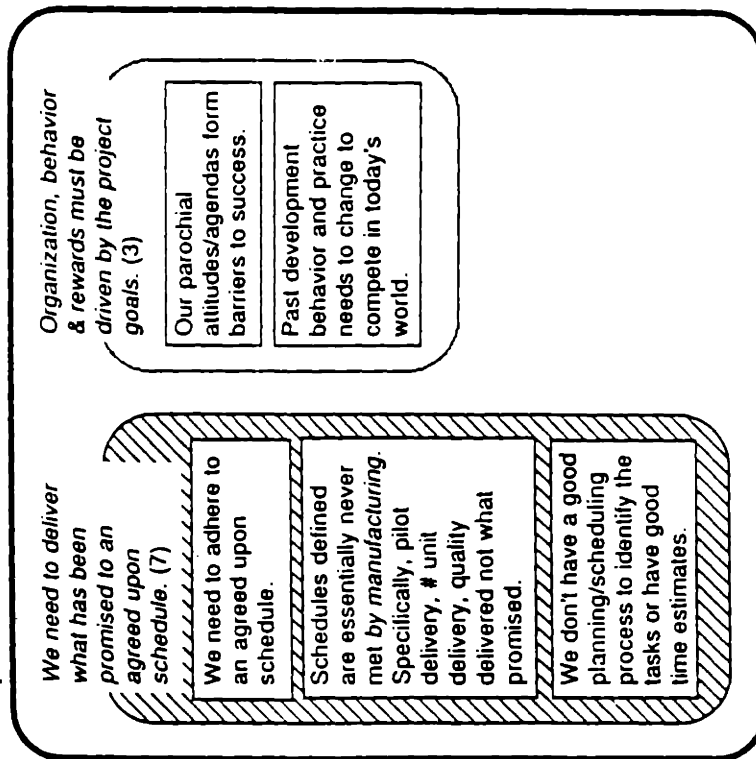 We need to deliver
what has been
promised to an
agreed upon
schedule. (7)
We need to adhere to
an agreed upon
schedule.
Schedules defined
are essentially never
met by manufacturing.
Specifically, pilot
delivery, # unit
delivery, quality
delivered not what
promised.
We don't have a good
planning/scheduling
process to identify the
tasks or have good
time estimates.
Organization, behavior
& rewards must be
driven by the project
goals. (3)
Our parochial
attitudes/agendas form
barriers to success.
Past development
behavior and practice
needs to change to
compete in today's
world.